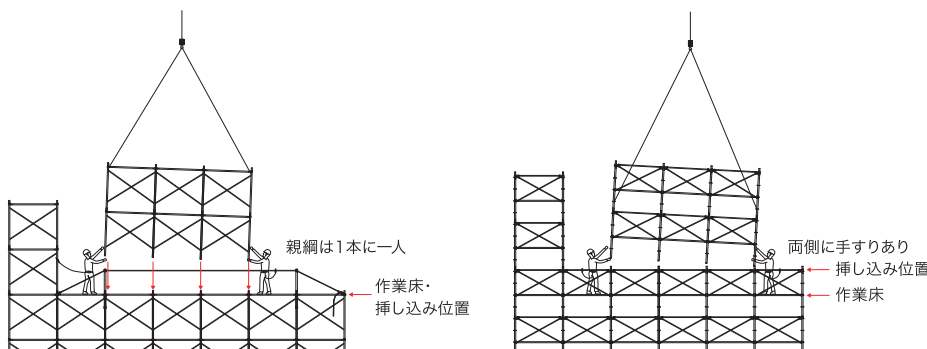 親綱は1本に一人
作業床・
挿し込み位置
両側に手すりあり
挿し込み位置
作業床